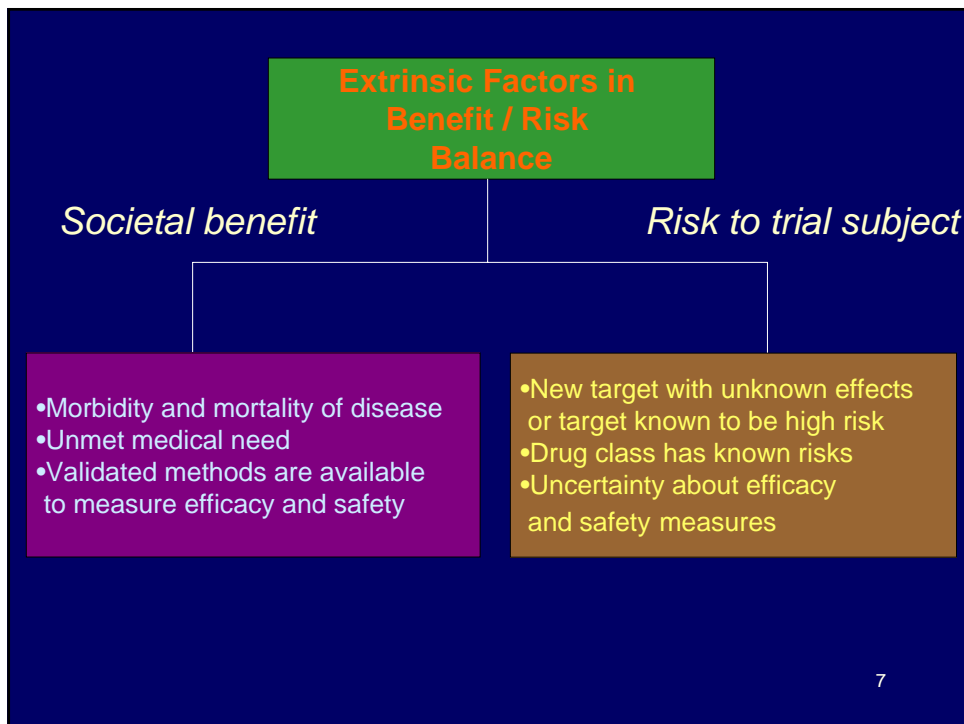 Extrinsic Factors in
Benefit / Risk
Balance
Societal benefit
Risk to trial subject
•Morbidity and mortality of disease
•Unmet medical need
•Validated methods are available
to measure efficacy and safety
•New target with unknown effects
or target known to be high risk
•Drug class has known risks
•Uncertainty about efficacy
and safety measures
7